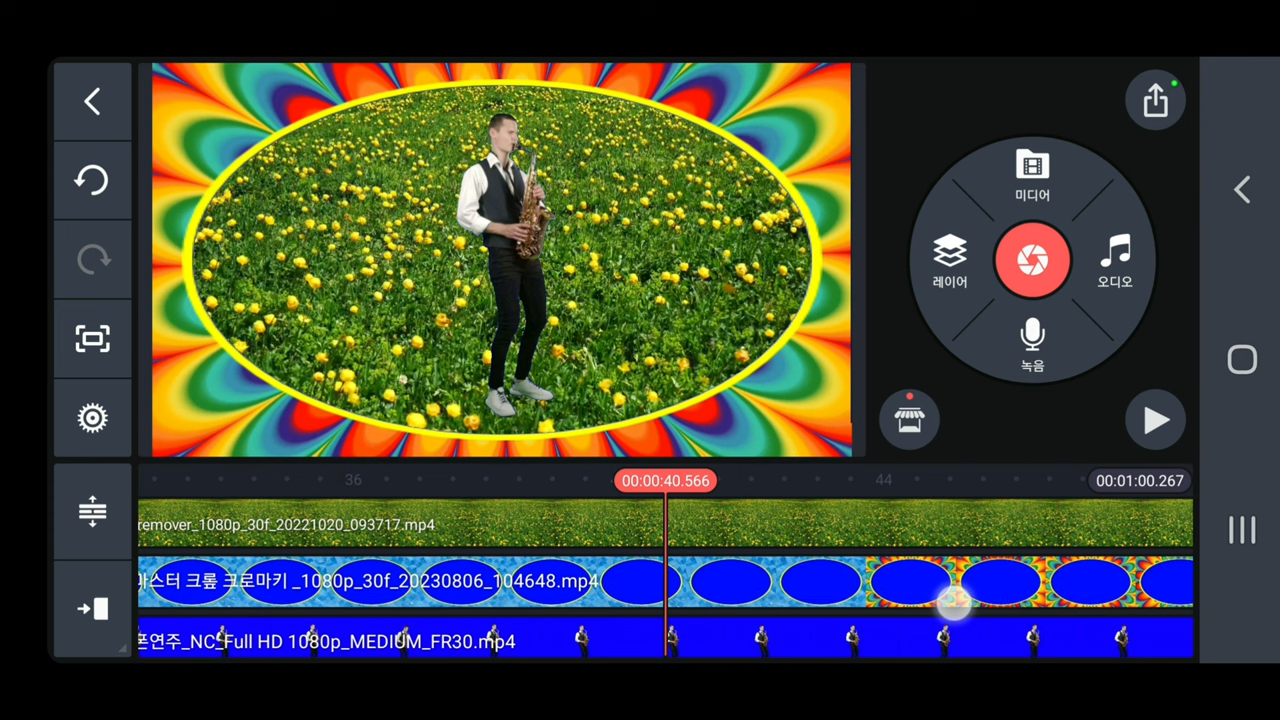 미디어
레이어
오디오
녹음
36
00:00:40.566
44
00:01:00.267
remover_1080p_30f_20221020_093717.mp4
마스터 크롶 크로마키 _1080p_30f_20230806_104648.mp4
폰연주_NC_Full HD 1080p_MEDIUM_FR30.mp4